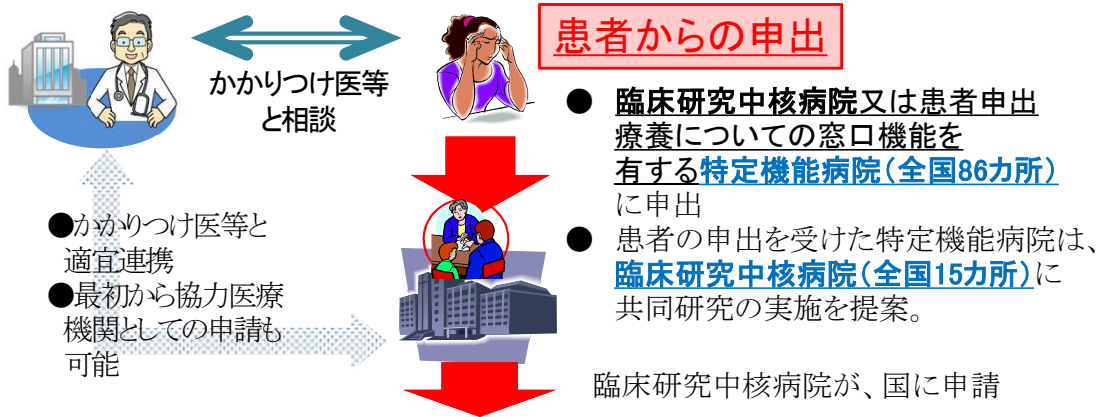 患者からの申出
かかりつけ医等
と相談
● 臨床研究中核病院又は患者申出
療養についての窓口機能を
有する特定機能病院(全国86カ所)
に申出
● 患者の申出を受けた特定機能病院は、
臨床研究中核病院(全国15カ所)に
共同研究の実施を提案。
●かかりつけ医等と
適宜連携
●最初から協力医療
機関としての申請も
可能
臨床研究中核病院が、国に申請